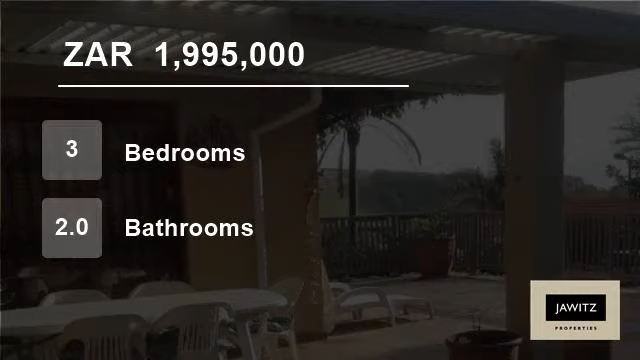 ZAR 1,995,000
3
Bedrooms
2.0
Bathrooms
JAWITZ
PROPERTIES